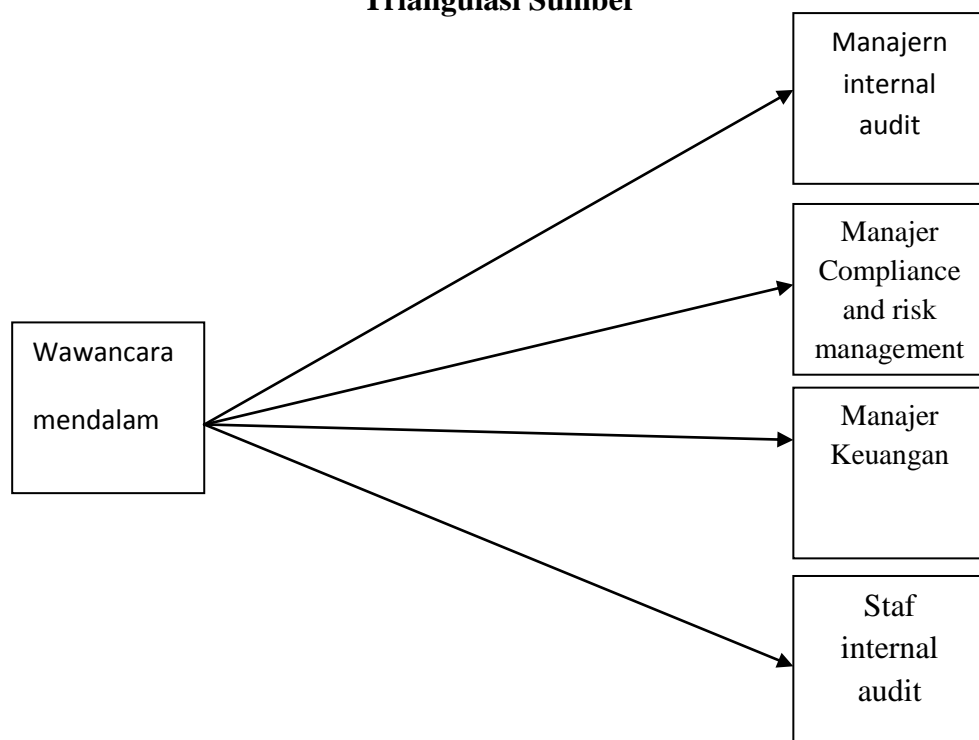 Triangulasi Sumber
Manajern
internal
audit
Manajer
Compliance
and risk
management
Wawancara
mendalam
Manajer
Keuangan
Staf
internal
audit